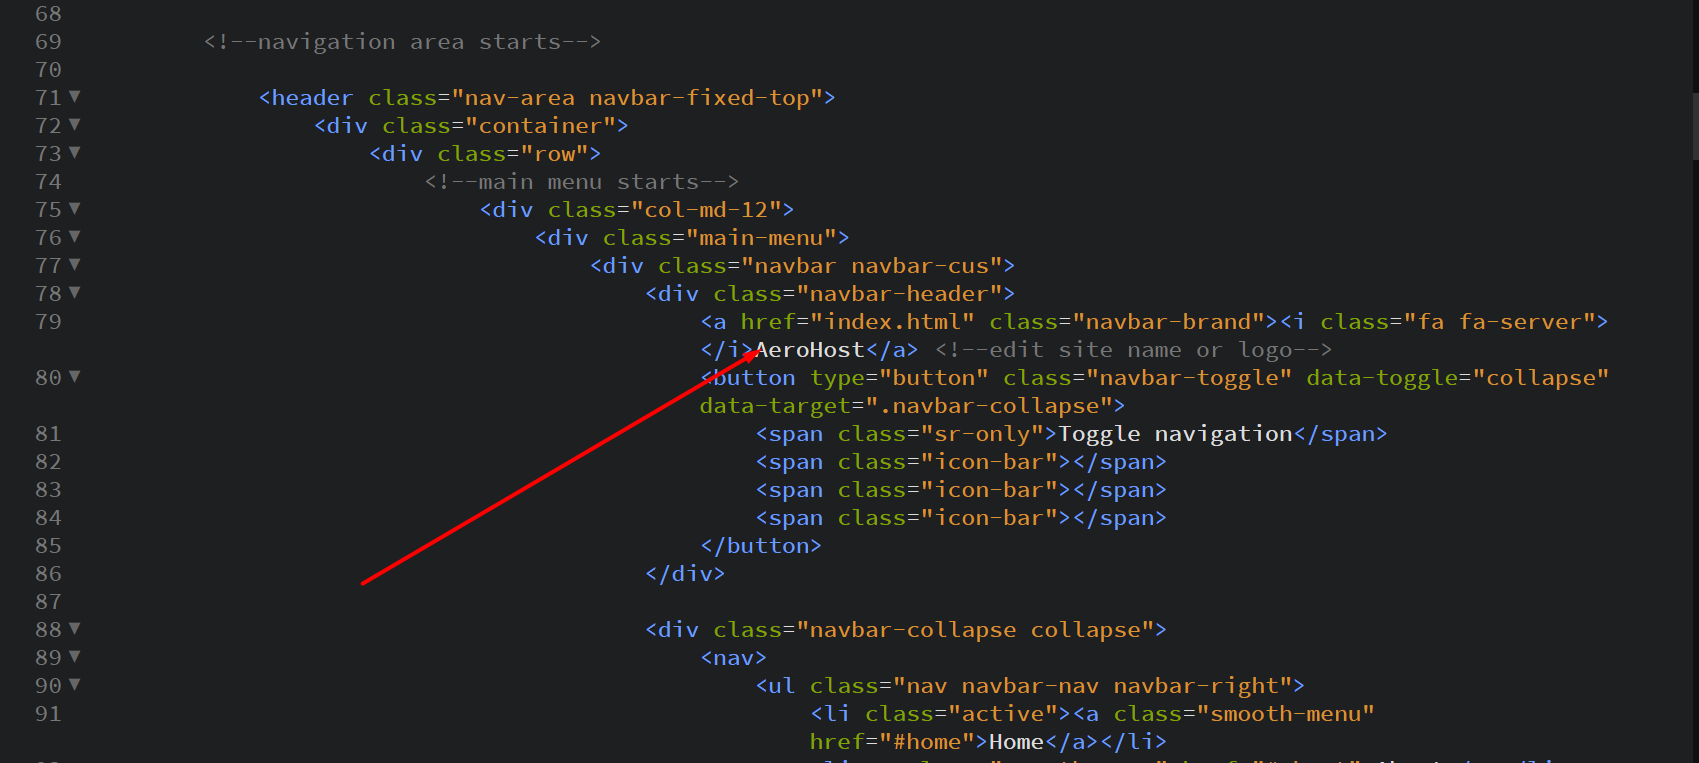 68
69 <!--navigation area starts-->
70
71 <header class="nav-area navbar-fixed-top">
72 <div class="container">
73 <div class="row">
74 <!--main menu starts-->
75 <div class="col-md-12">
76 <div class="main-menu">
77 <div class="navbar navbar-cus">
78 <div class="navbar-header">
79 <a href="index.html" class="navbar-brand"><i class="fa fa-server">
</i>AeroHost</a> <!--edit site name or logo-->
80 <button type="button" class="navbar-toggle" data-toggle="collapse"
data-target=".navbar-collapse">
81 <span class="sr-only">Toggle navigation</span>
82 <span class="icon-bar"></span>
83 <span class="icon-bar"></span>
84 <span class="icon-bar"></span>
85 </button>
86 </div>
87
88 <div class="navbar-collapse collapse">
89 <nav>
90 <ul class="nav navbar-nav navbar-right">
91 <li class="active"><a class="smooth-menu"
href="#home">Home</a></li>